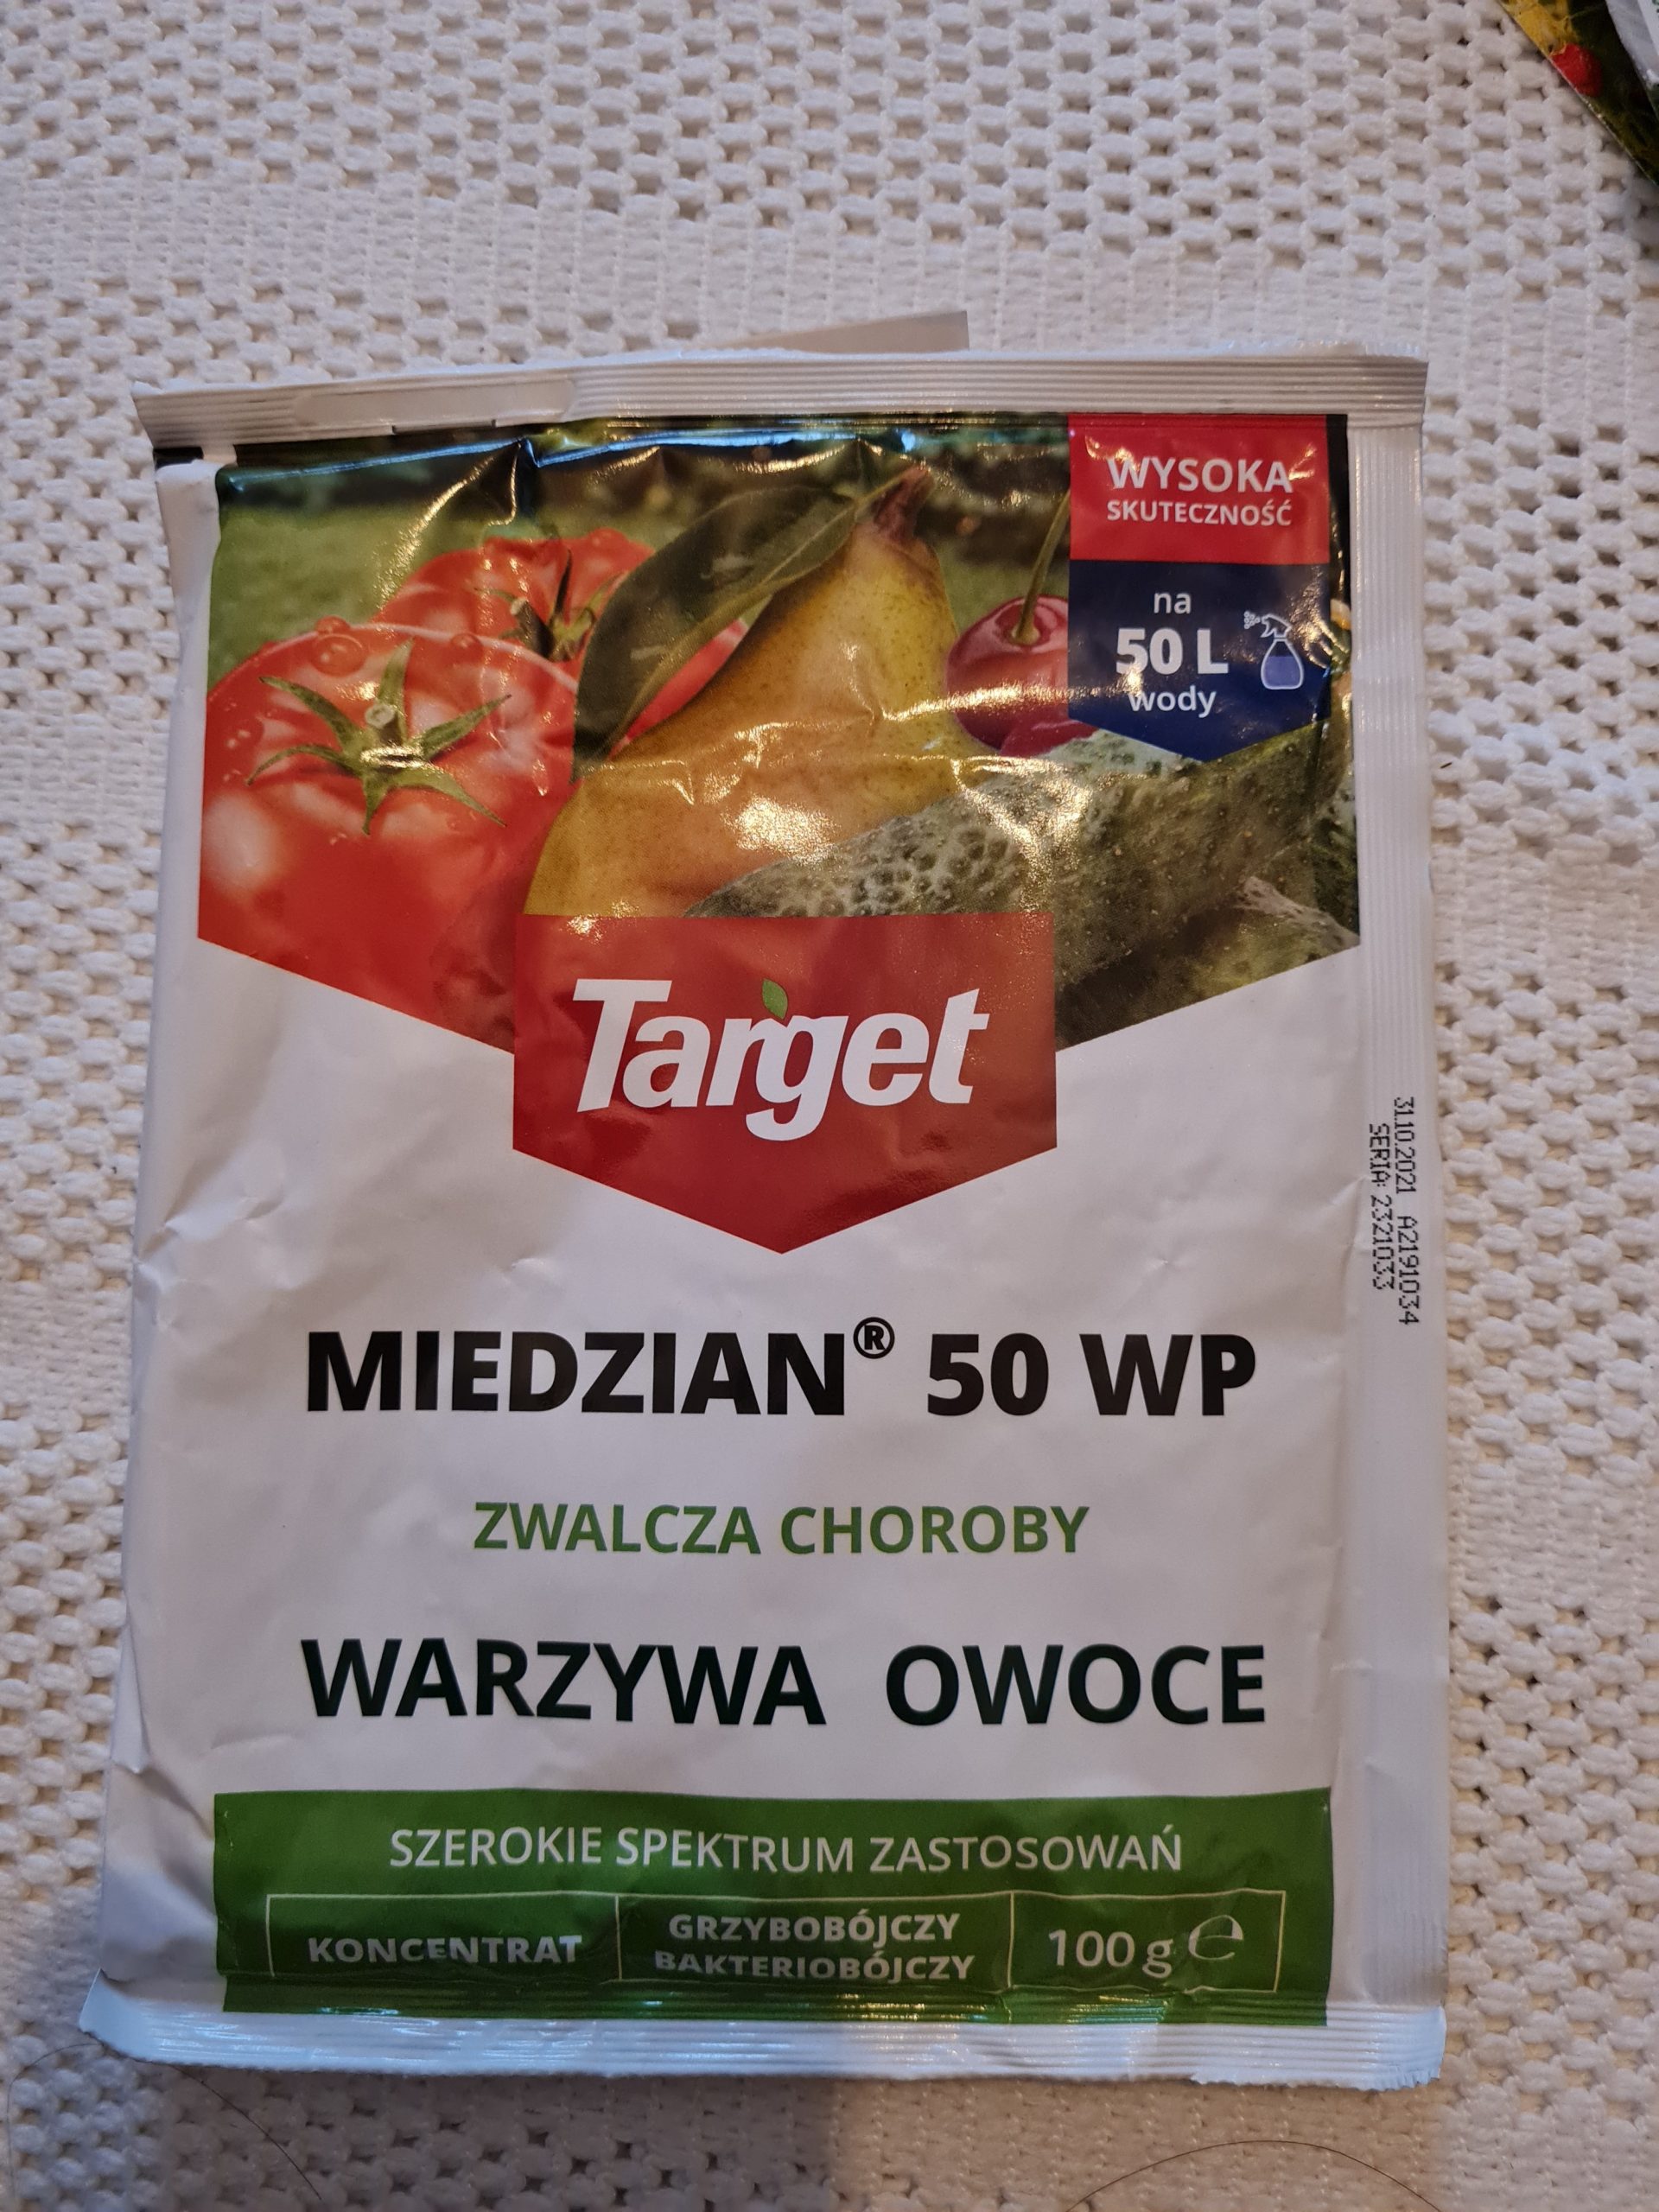 WYSOKA
SKUTECZNOŚĆ
na
50 L
wody
Target
MIEDZIAN® 50 WP
ZWALCZA CHOROBY
WARZYWA OWOCE
SZEROKIE SPEKTRUM ZASTOSOWAŃ
KONCENTRAT
GRZYBOBÓJCZY
BAKTERIOBÓJCZY
100 g e
31.10.2021 A2191034
SERIA: 2321033